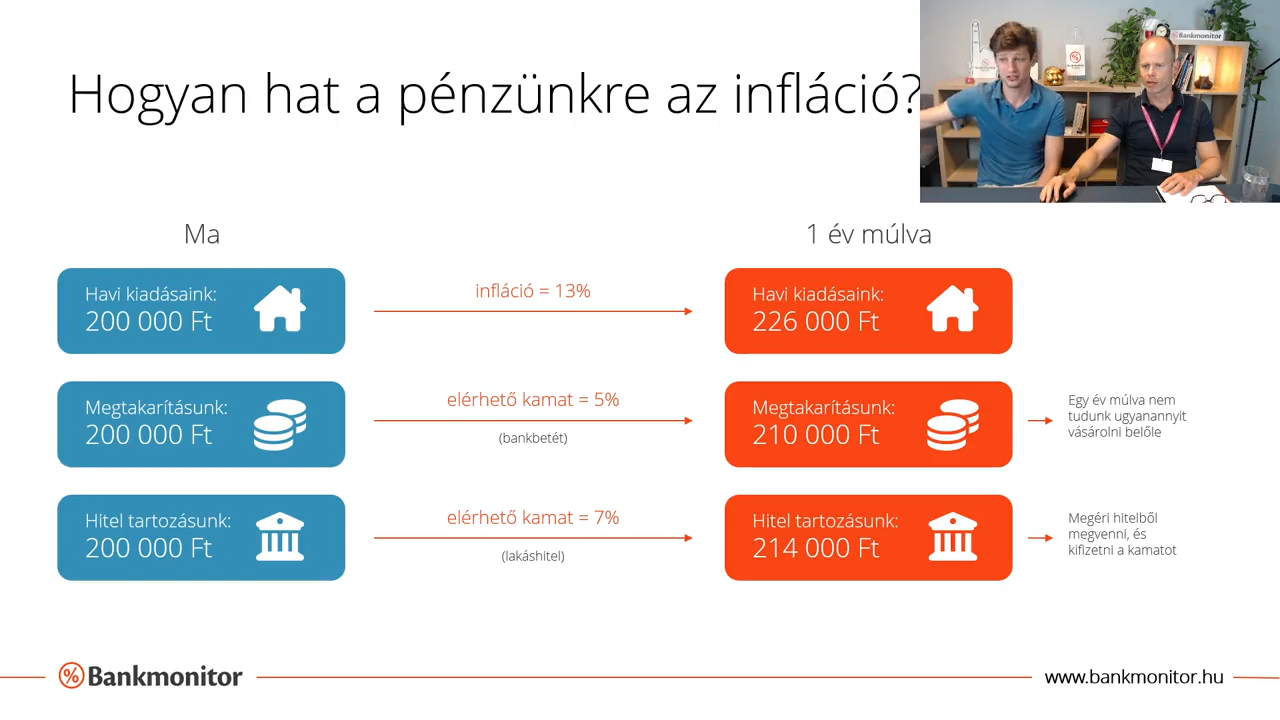 Hogyan hat a pénzünkre az infláció?
Bankmonitor
Ma
1 év múlva
Havi kiadásaink:
200 000 Ft
infláció = 13%
Havi kiadásaink:
226 000 Ft
Megtakarításunk:
200 000 Ft
elérhető kamat = 5%
(bankbetét)
Megtakarításunk:
210 000 Ft
Egy év múlva nem
tudunk ugyanannyit
vásárolni belőle
Hitel tartozásunk:
200 000 Ft
elérhető kamat = 7%
(lakáshitel)
Hitel tartozásunk:
214 000 Ft
Megéri hitelből
megvenni, és
kifizetni a kamatot
% Bankmonitor
www.bankmonitor.hu